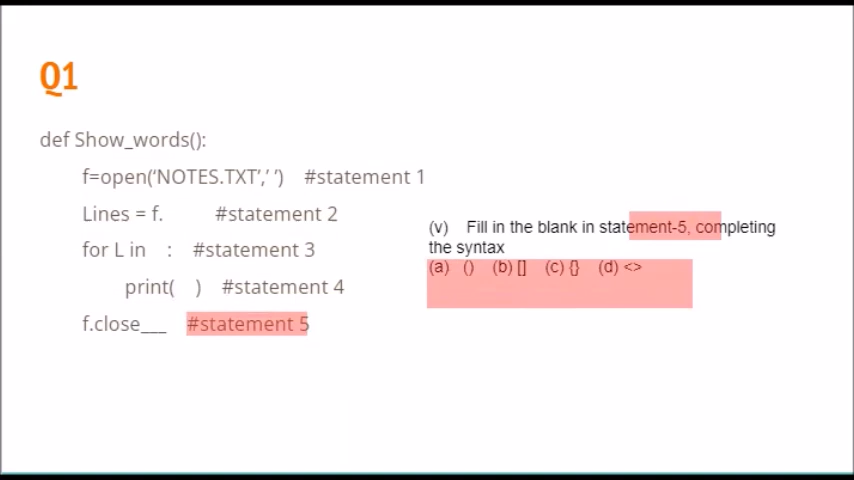 Q1
def Show_words():
f=open(‘NOTES.TXT’,’ ’) #statement 1
Lines = f. #statement 2
for L in : #statement 3
print( ) #statement 4
f.close___ #statement 5
(v) Fill in the blank in statement-5, completing
the syntax
(a) () (b) [] (c) {} (d) <>